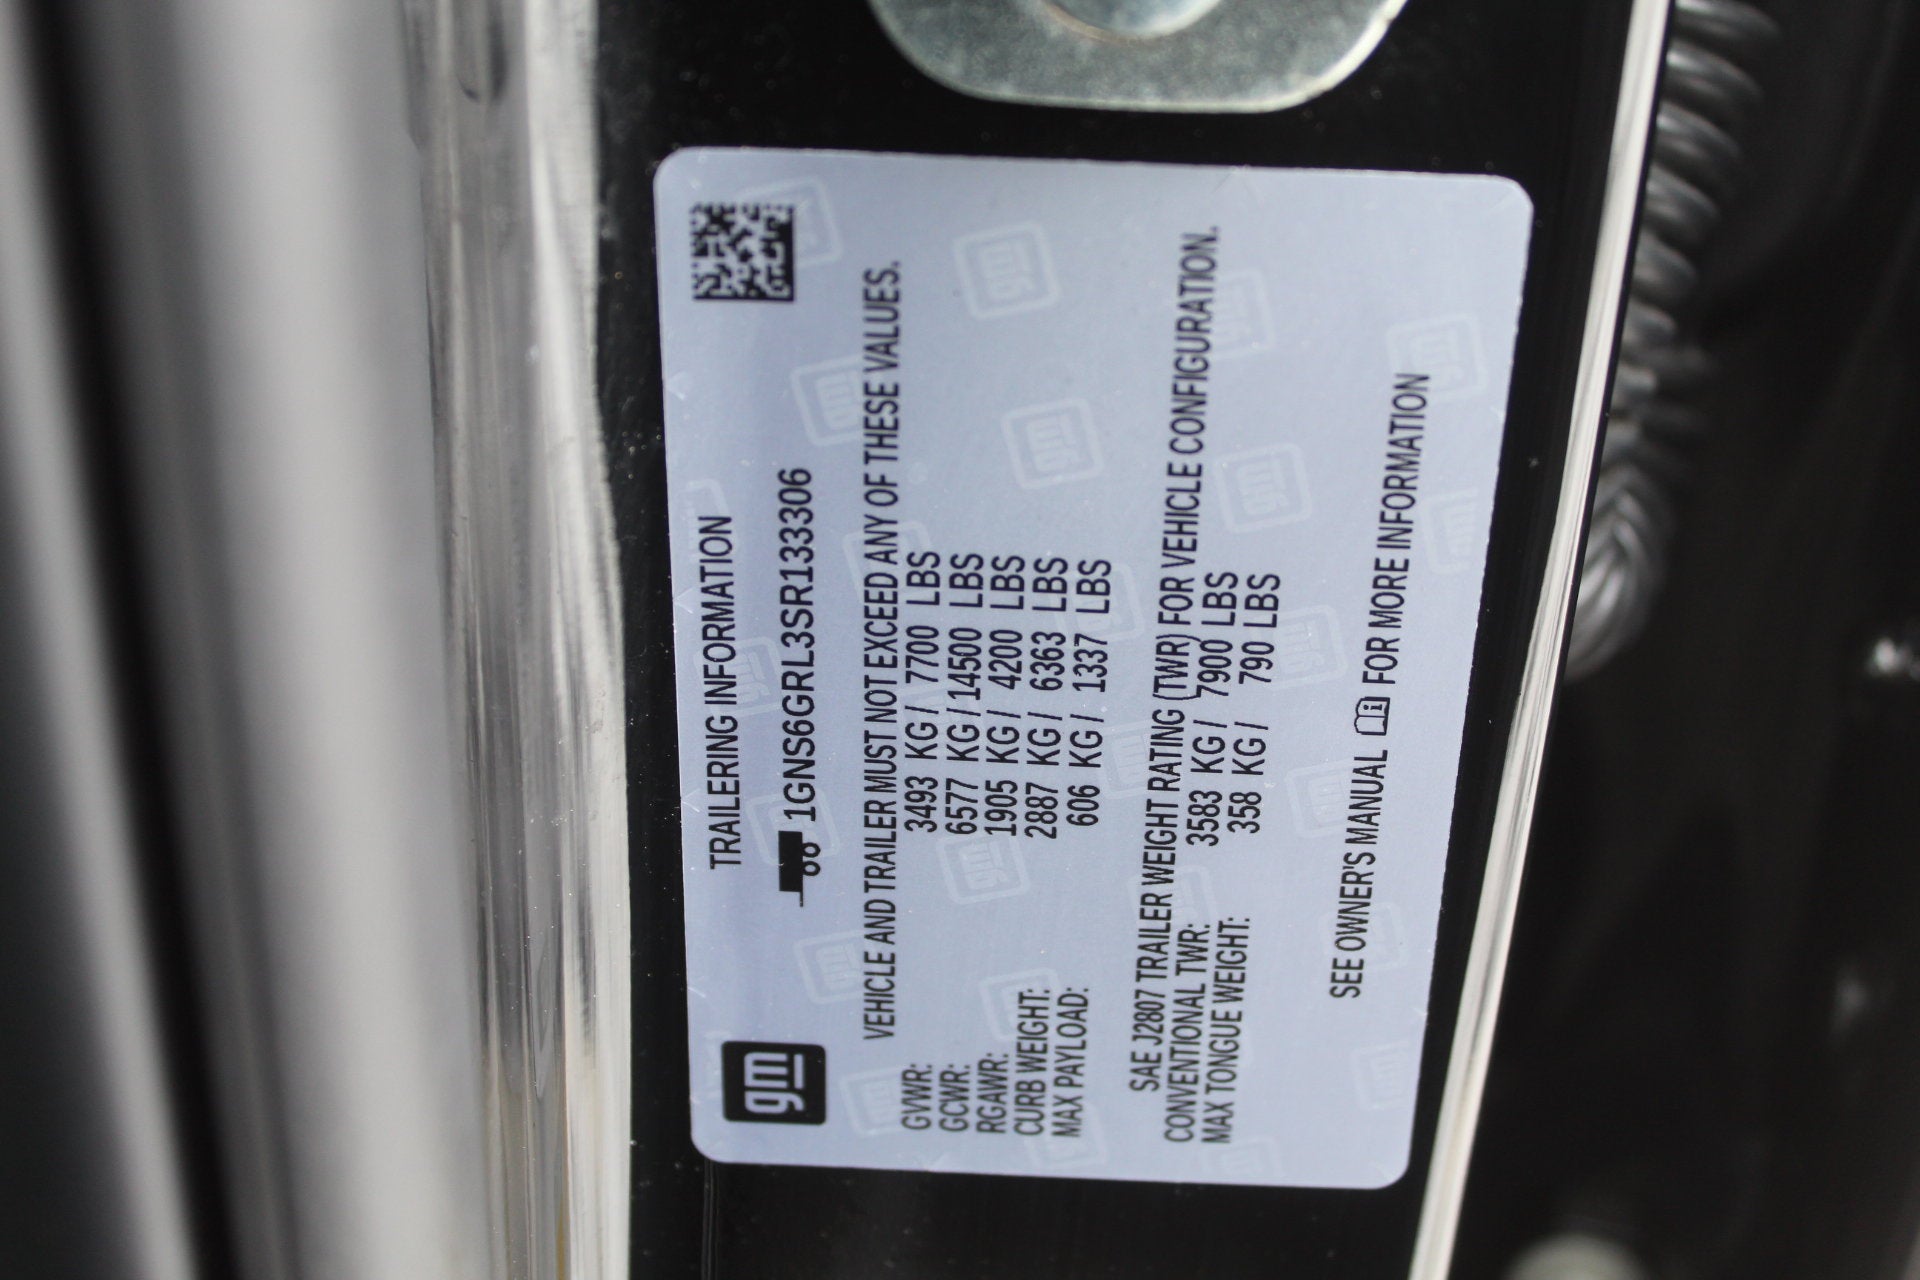 gm
TRAILERING INFORMATION
1GNS6GRL3SR133306
VEHICLE AND TRAILER MUST NOT EXCEED ANY OF THESE VALUES.
GVWR: 3493 KG / 7700 LBS
GCWR: 6577 KG / 14500 LBS
RGAWR: 1905 KG / 4200 LBS
CURB WEIGHT: 2887 KG / 6363 LBS
MAX PAYLOAD: 606 KG / 1337 LBS
SAE J2807 TRAILER WEIGHT RATING (TWR) FOR VEHICLE CONFIGURATION.
CONVENTIONAL TWR: 3583 KG / 7900 LBS
MAX TONGUE WEIGHT: 358 KG / 790 LBS
SEE OWNER'S MANUAL FOR MORE INFORMATION